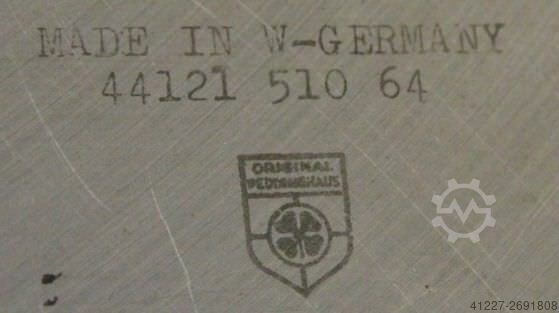 MADE IN W-GERMANY
44121 510 64
ORIGINAL
PEDDINGHAUS
41227-2691808